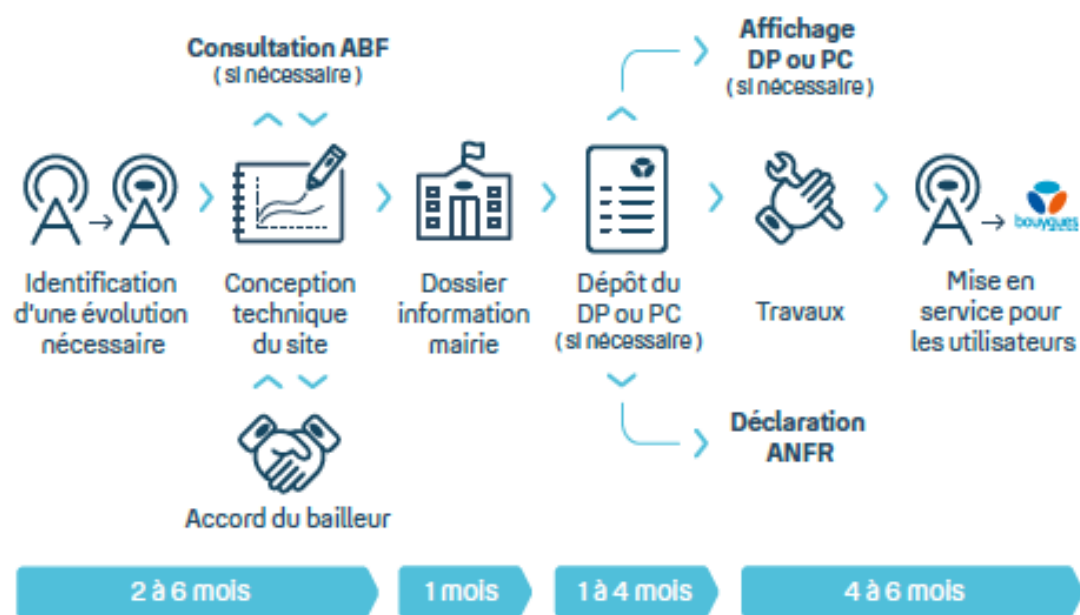 Consultation ABF
( si nécessaire )
Affichage
DP ou PC
( si nécessaire )
Identification
d'une évolution
nécessaire
Conception
technique
du site
Dossier
information
mairie
Dépôt du
DP ou PC
( si nécessaire )
Travaux
bouygues
Mise en
service pour
les utilisateurs
Accord du bailleur
Déclaration
ANFR
2 à 6 mois
1 mois
1 à 4 mois
4 à 6 mois